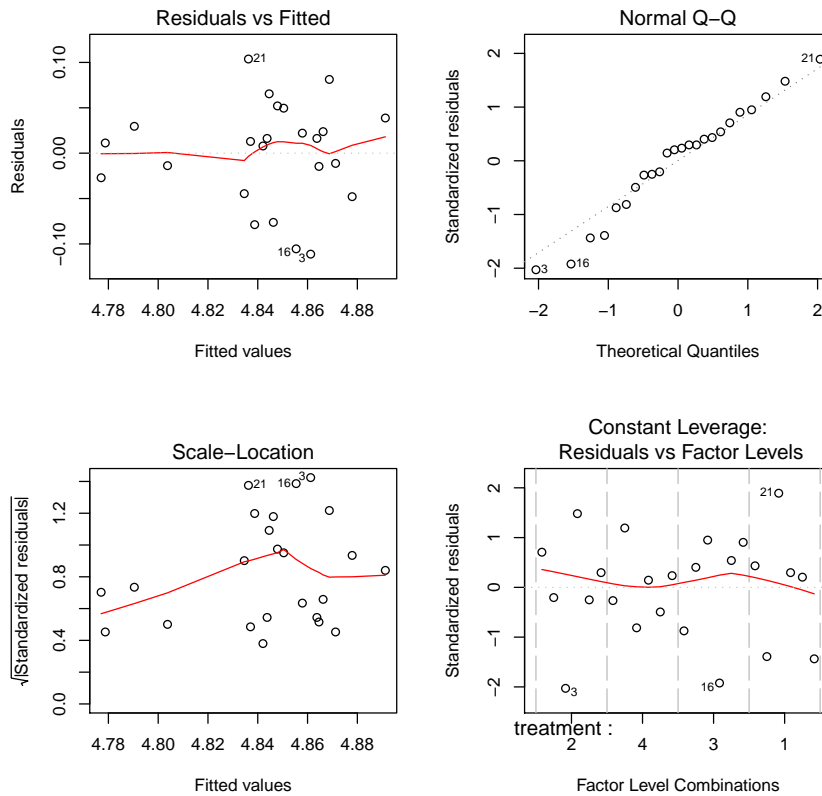 Residuals vs Fitted
Residuals
0.10
0.00
−0.10
21
16
3
4.78 4.80 4.82 4.84 4.86 4.88
Fitted values
Normal Q−Q
Standardized residuals
2
1
0
−1
−2
21
3
16
−2 −1 0 1 2
Theoretical Quantiles
Scale−Location
√|Standardized residuals|
1.2
0.8
0.4
0.0
21
16
3
4.78 4.80 4.82 4.84 4.86 4.88
Fitted values
Constant Leverage:
Residuals vs Factor Levels
Standardized residuals
2
1
0
−1
−2
21
3
16
treatment :
2 4 3 1
Factor Level Combinations